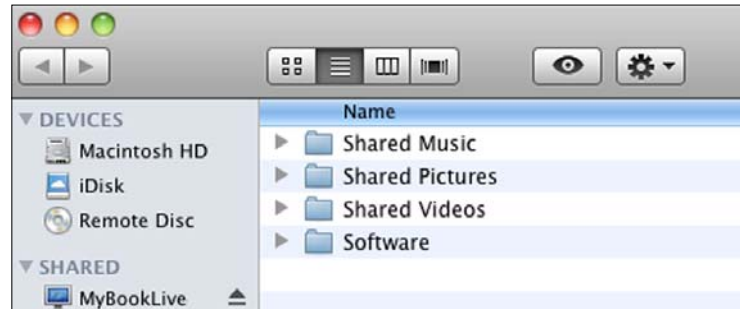 DEVICES
Macintosh HD
iDisk
Remote Disc
SHARED
MyBookLive
Name
Shared Music
Shared Pictures
Shared Videos
Software